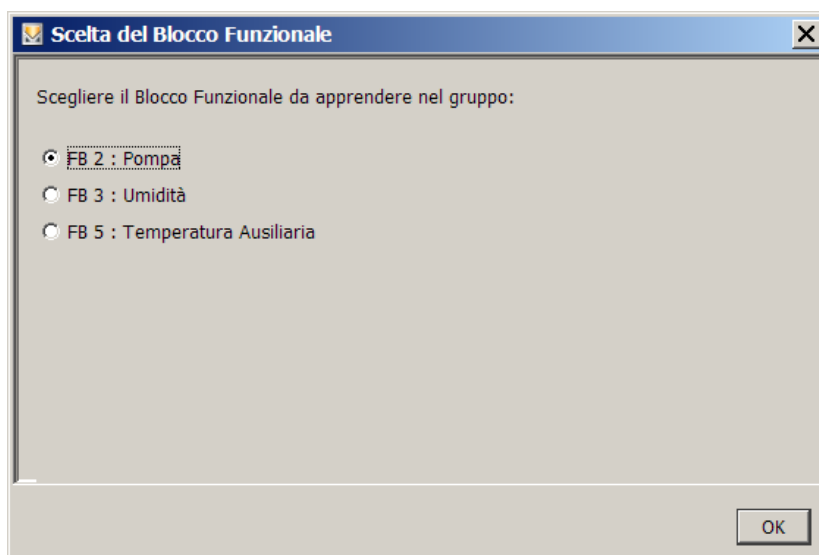 Scelta del Blocco Funzionale
Scegliere il Blocco Funzionale da apprendere nel gruppo:
FB 2 : Pompa
FB 3 : Umidità
FB 5 : Temperatura Ausiliaria
OK